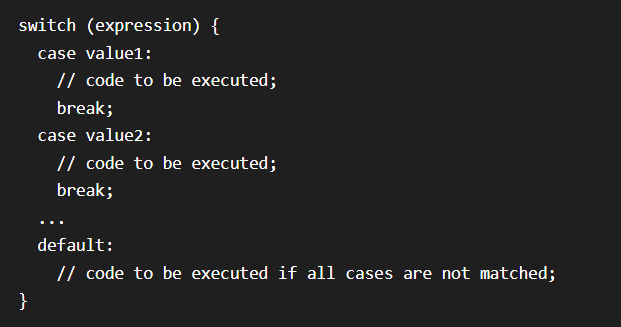 switch (expression) {
  case value1:
    // code to be executed;
    break;
  case value2:
    // code to be executed;
    break;
  ...
  default:
    // code to be executed if all cases are not matched;
}